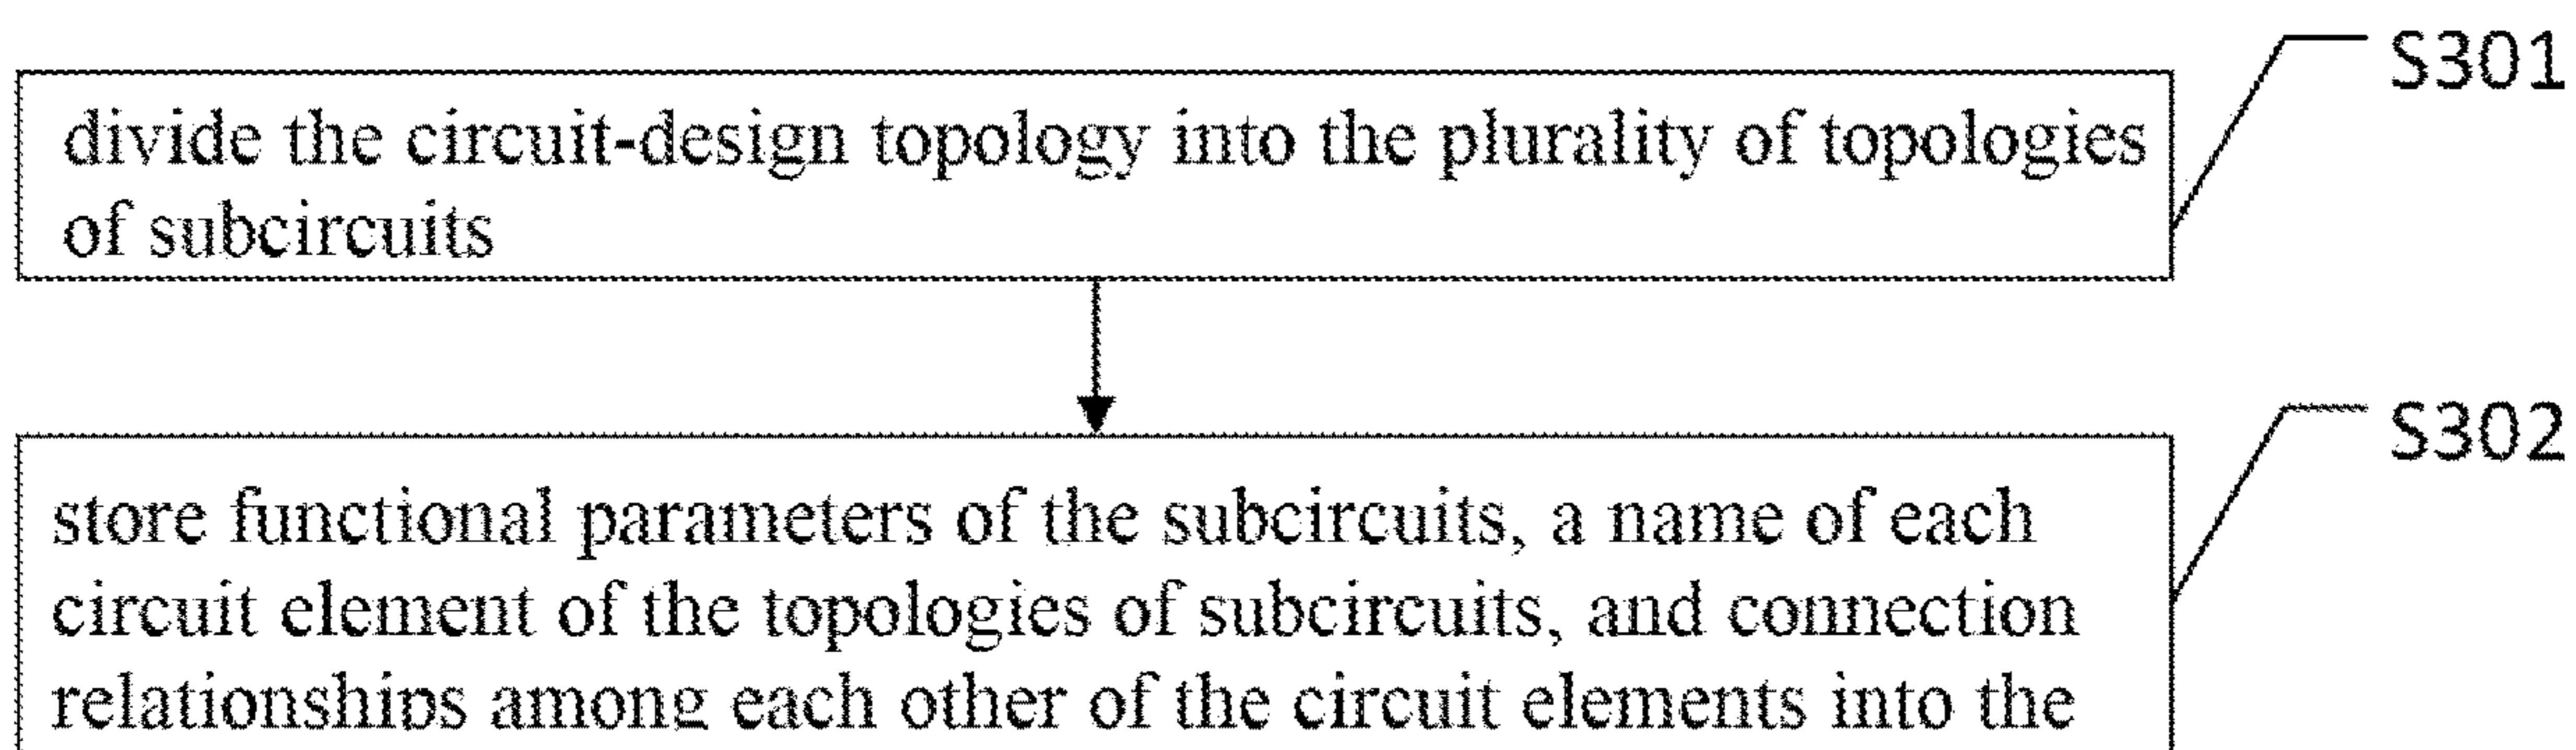 S301
divide the circuit-design topology into the plurality of topologies
of subcircuits
S302
store functional parameters of the subcircuits, a name of each
circuit element of the topologies of subcircuits, and connection
relationships among each other of the circuit elements into the